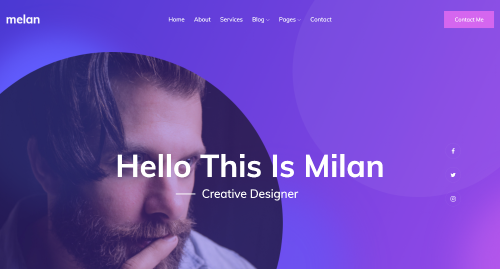 melan
Home About Services Blog Pages Contact
Contact Me
Hello This Is Milan
Creative Designer